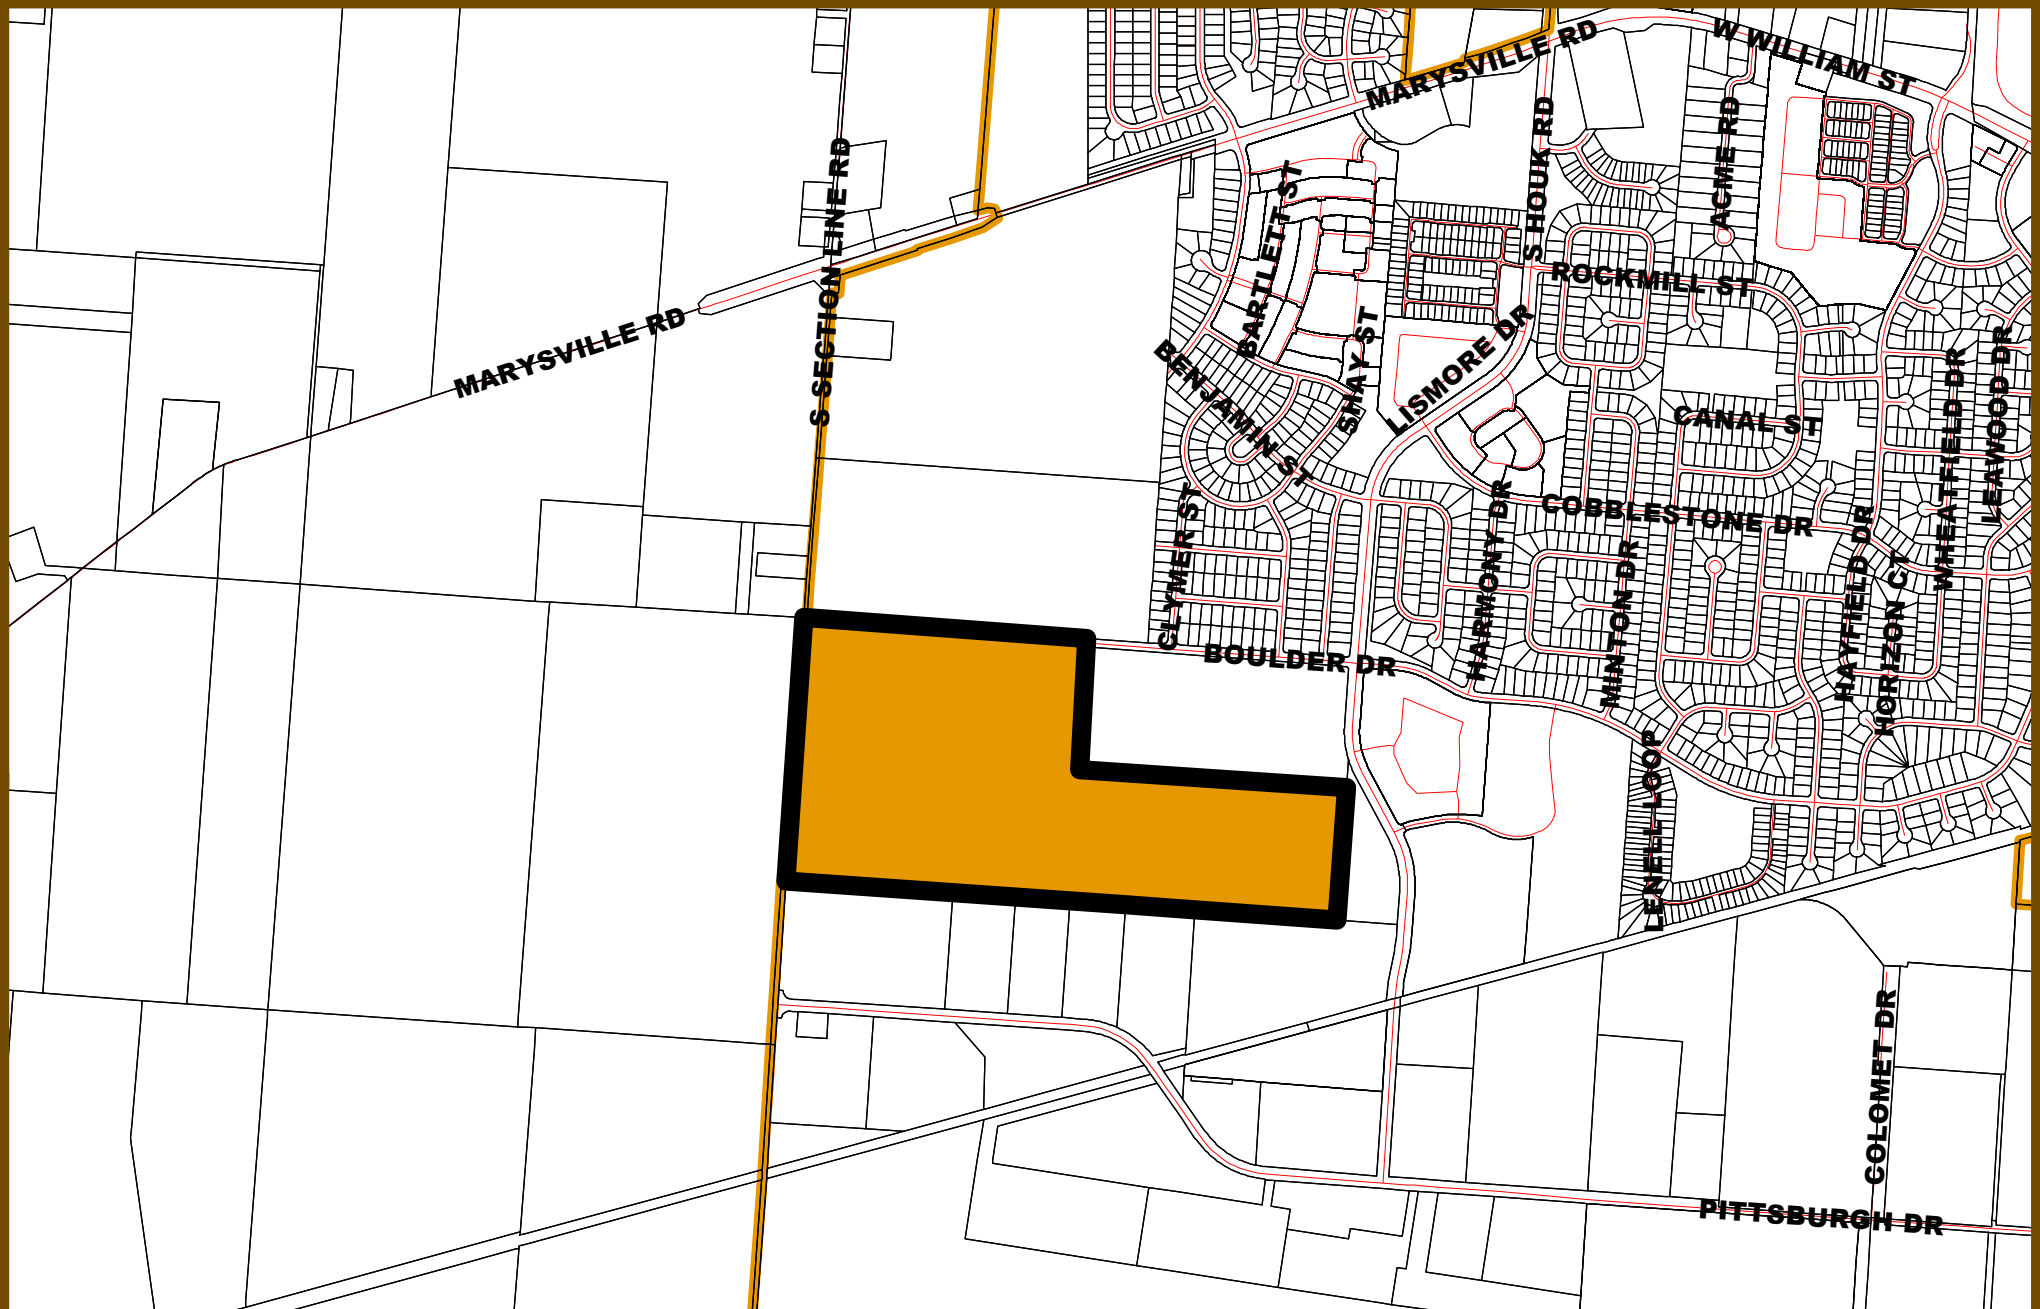 MARYSVILLE RD
W WILLIAM ST
S HOUK RD
ACME RD
S SECTION LINE RD
BARTLETT ST
ROCKMILL ST
MARYSVILLE RD
SHAY ST
LISMORE DR
BENJAMIN ST
CANAL ST
WHEATFIELD DR
LEAWOOD DR
CLYMER ST
HARMONY DR
COBBLESTONE DR
MINTON DR
HAYFIELD DR
HORIZON CT
BOULDER DR
LENELL LOOP
COLOMET DR
PITTSBURGH DR